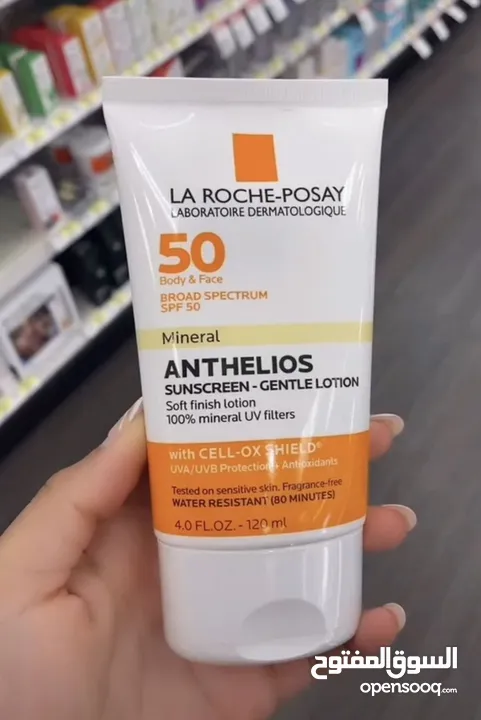 LA ROCHE-POSAY
LABORATOIRE DERMATOLOGIQUE
50
Body & Face
BROAD SPECTRUM
SPF 50
Mineral
ANTHELIOS
SUNSCREEN - GENTLE LOTION
Soft finish lotion
100% mineral UV filters
with CELL-OX SHIELD®
UVA/UVB Protection + Antioxidants
Tested on sensitive skin. Fragrance-free
WATER RESISTANT (80 MINUTES)
4.0 FL.OZ. - 120 ml
السوق المفتوح
opensooq.com